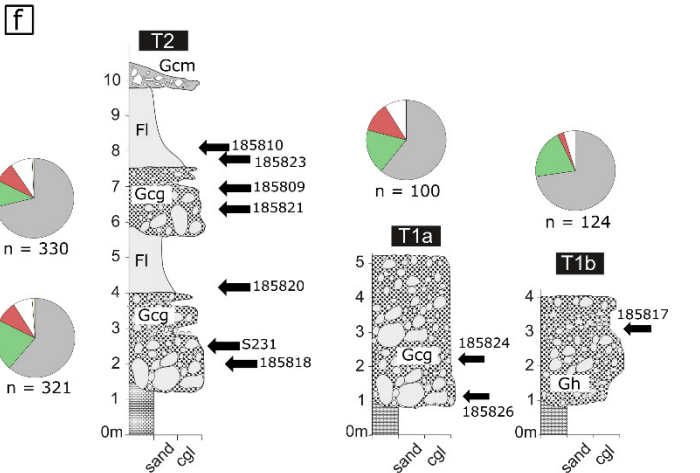 f
T2
Gcm
10
9
Fl
8
185810
185823
7
Gcg
185809
6
185821
5
Fl
4
185820
Gcg
3
S231
2
185818
1
0m
sand
cgl
n = 330
n = 321
n = 100
T1a
5
4
3
Gcg
185824
2
1
185826
0m
sand
cgl
n = 124
T1b
4
185817
3
2
Gh
1
0m
sand
cgl